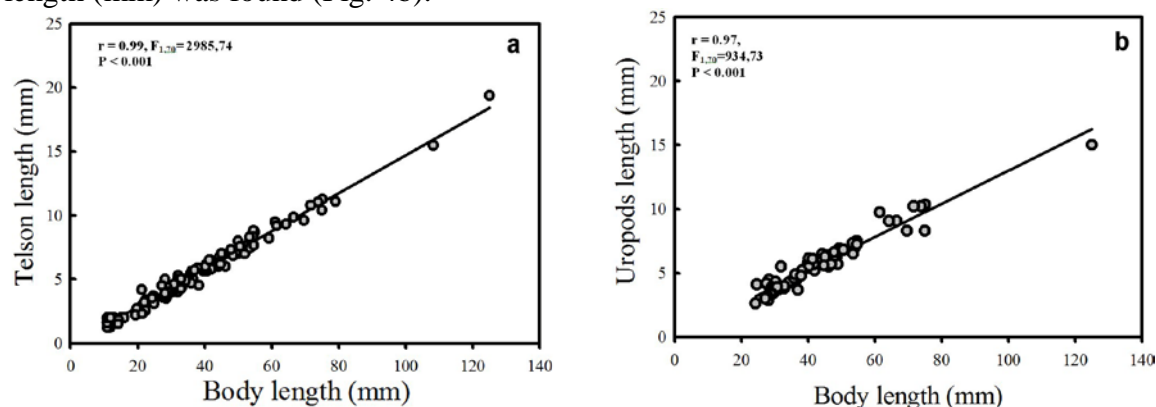 length (mm) was found (Fig. 4b).
25
20
15
10
5
0
Telson length (mm)
r = 0.99, F1,70=2985,74
P < 0.001
a
0 20 40 60 80 100 120 140
Body length (mm)
25
20
15
10
5
0
Uropods length (mm)
r = 0.97,
F1,70=934,73
P < 0.001
b
0 20 40 60 80 100 120 140
Body length (mm)